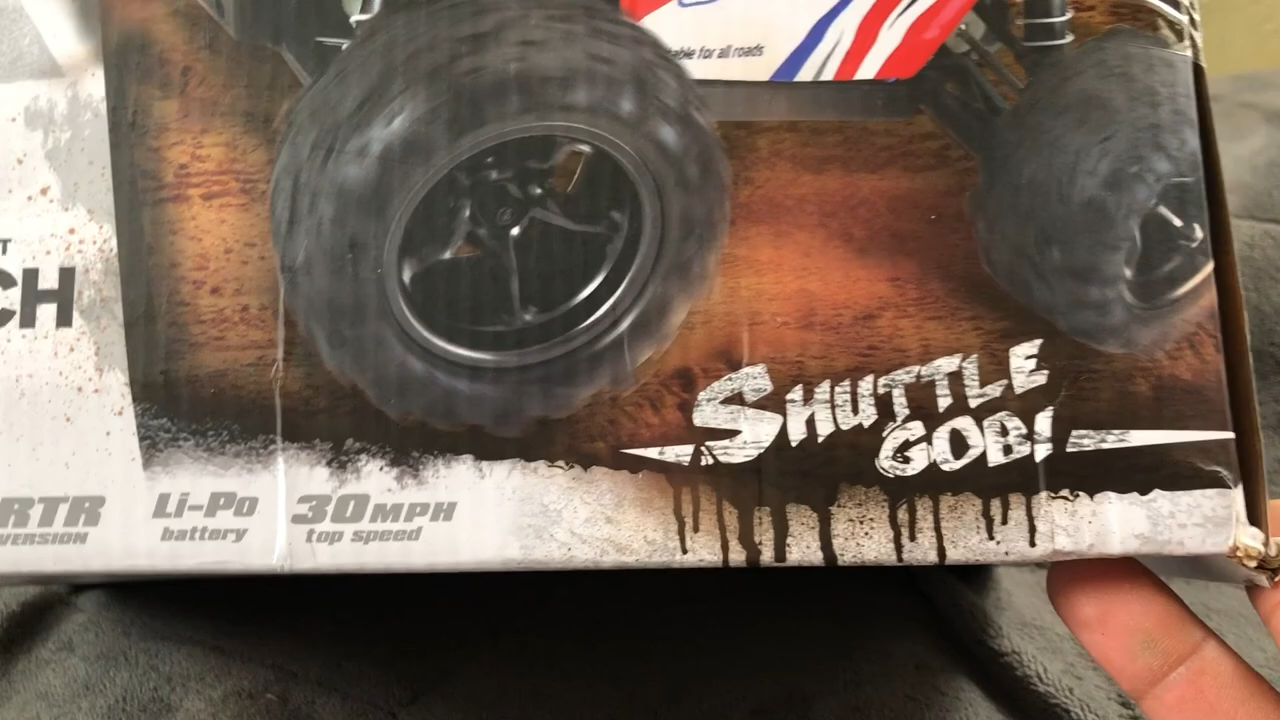 able for all roads
T
CH
SHUTTLE
GOBI
RTR
VERSION
Li-Po
battery
30MPH
top speed